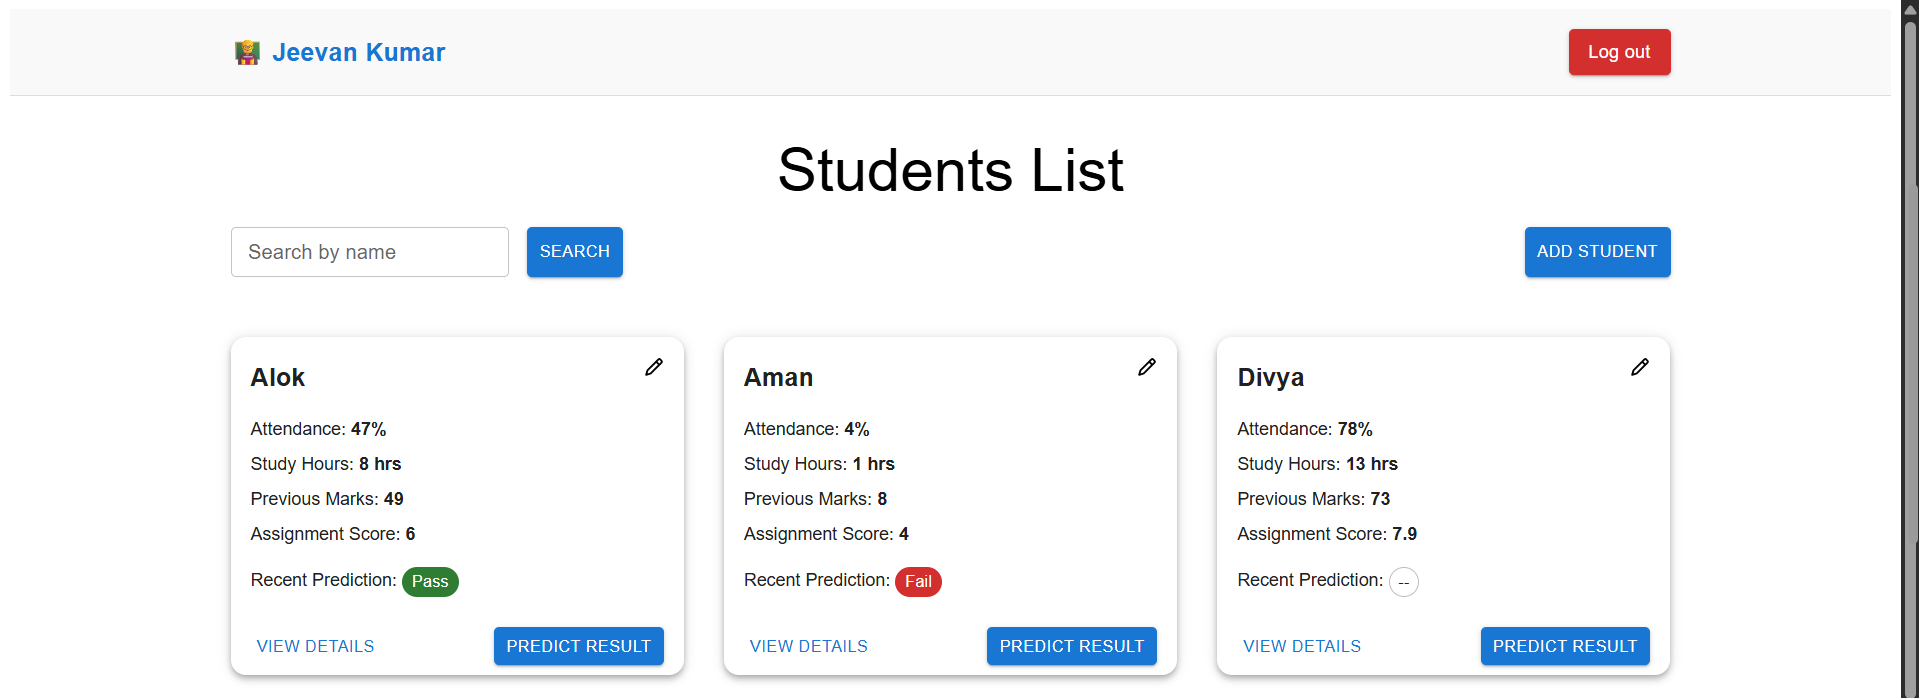 Jeevan Kumar
Log out
Students List
Search by name
SEARCH
ADD STUDENT
Alok
Attendance: 47%
Study Hours: 8 hrs
Previous Marks: 49
Assignment Score: 6
Recent Prediction: Pass
VIEW DETAILS
PREDICT RESULT
Aman
Attendance: 4%
Study Hours: 1 hrs
Previous Marks: 8
Assignment Score: 4
Recent Prediction: Fail
VIEW DETAILS
PREDICT RESULT
Divya
Attendance: 78%
Study Hours: 13 hrs
Previous Marks: 73
Assignment Score: 7.9
Recent Prediction: --
VIEW DETAILS
PREDICT RESULT